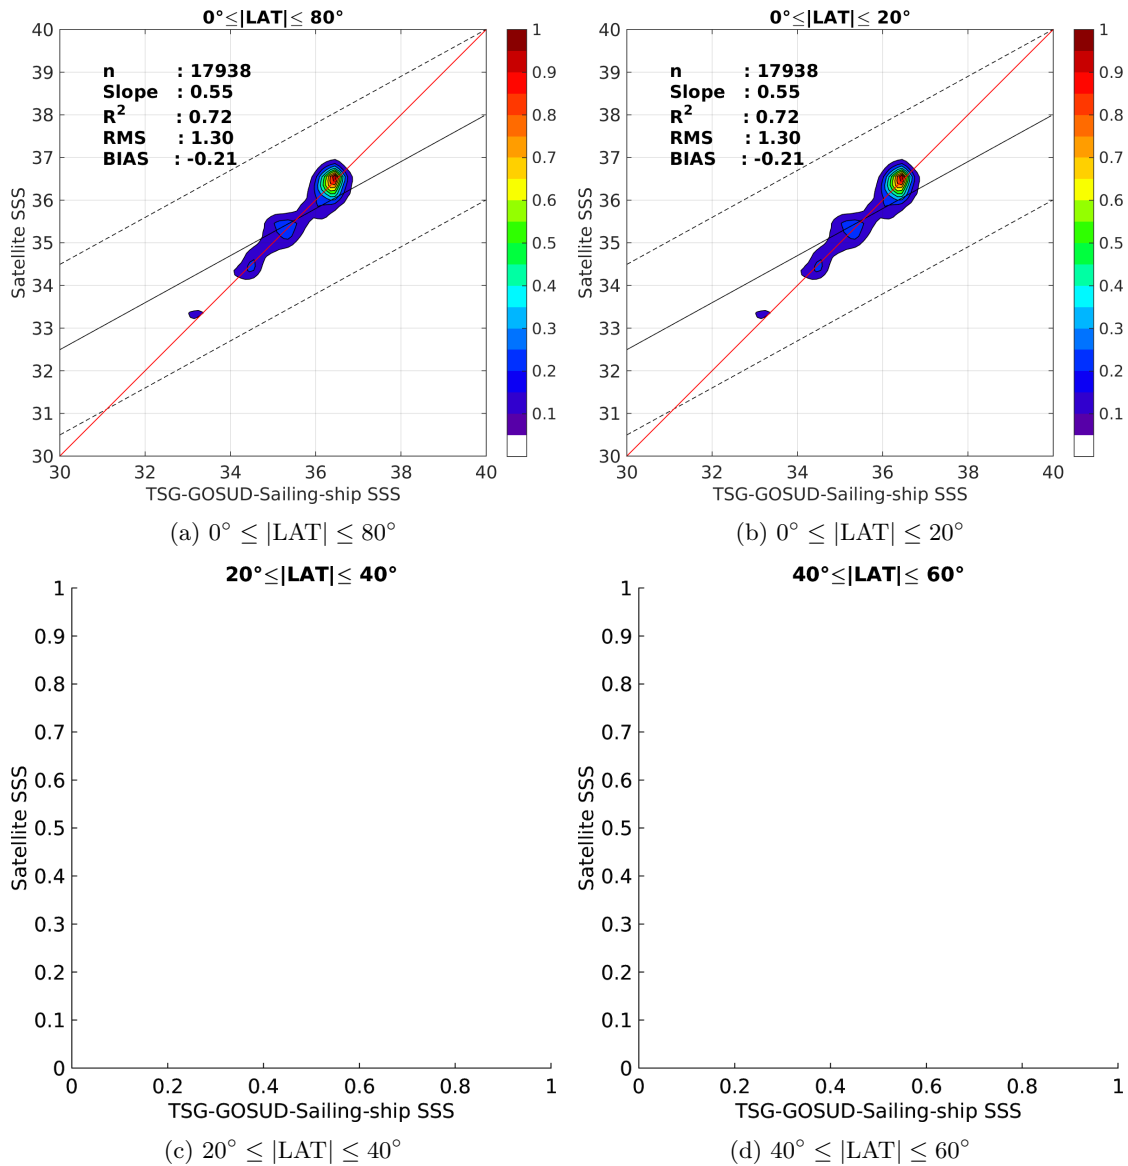 0°≤|LAT|≤ 80°
40
39
38
37
36
35
34
33
32
31
30
Satellite SSS
n : 17938
Slope : 0.55
R² : 0.72
RMS : 1.30
BIAS : -0.21
30 32 34 36 38 40
TSG-GOSUD-Sailing-ship SSS
1
0.9
0.8
0.7
0.6
0.5
0.4
0.3
0.2
0.1
(a) 0° ≤ |LAT| ≤ 80°
0°≤|LAT|≤ 20°
40
39
38
37
36
35
34
33
32
31
30
Satellite SSS
n : 17938
Slope : 0.55
R² : 0.72
RMS : 1.30
BIAS : -0.21
30 32 34 36 38 40
TSG-GOSUD-Sailing-ship SSS
1
0.9
0.8
0.7
0.6
0.5
0.4
0.3
0.2
0.1
(b) 0° ≤ |LAT| ≤ 20°
20°≤|LAT|≤ 40°
1
0.9
0.8
0.7
0.6
0.5
0.4
0.3
0.2
0.1
0
Satellite SSS
0 0.2 0.4 0.6 0.8 1
TSG-GOSUD-Sailing-ship SSS
(c) 20° ≤ |LAT| ≤ 40°
40°≤|LAT|≤ 60°
1
0.9
0.8
0.7
0.6
0.5
0.4
0.3
0.2
0.1
0
Satellite SSS
0 0.2 0.4 0.6 0.8 1
TSG-GOSUD-Sailing-ship SSS
(d) 40° ≤ |LAT| ≤ 60°